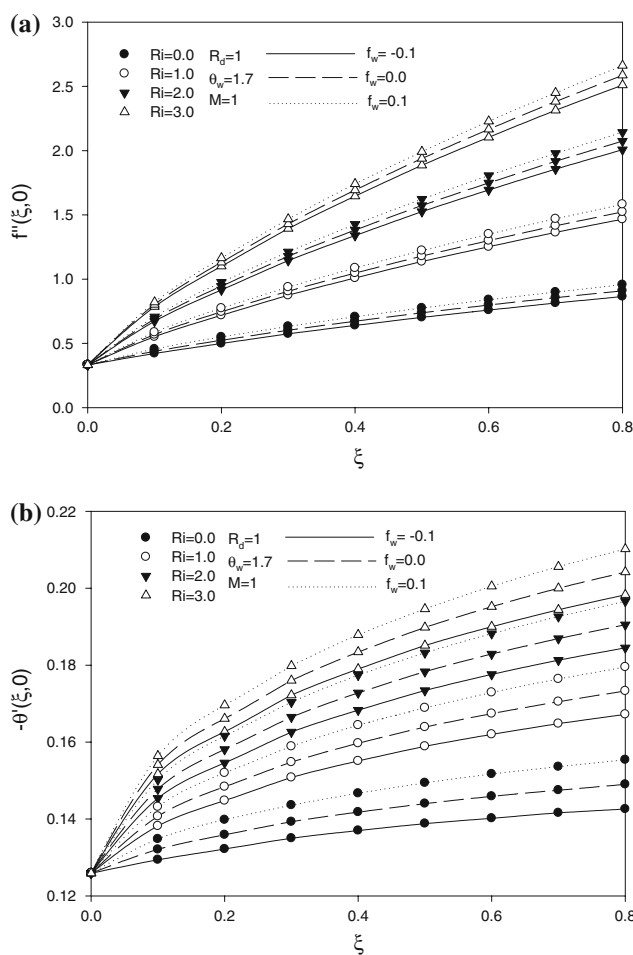 (a)
3.0
2.5
2.0
1.5
1.0
0.5
0.0
f''(ξ,0)
Ri=0.0 R_d=1 f_w= -0.1
Ri=1.0 θ_w=1.7 f_w=0.0
Ri=2.0 M=1 f_w=0.1
Ri=3.0
0.0 0.2 0.4 0.6 0.8
ξ
(b)
0.22
0.20
0.18
0.16
0.14
0.12
-θ'(ξ,0)
Ri=0.0 R_d=1 f_w= -0.1
Ri=1.0 θ_w=1.7 f_w=0.0
Ri=2.0 M=1 f_w=0.1
Ri=3.0
0.0 0.2 0.4 0.6 0.8
ξ